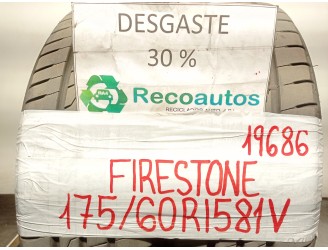 DESGASTE
30 %
Recoautos
19686
FIRESTONE
175/60R1581V